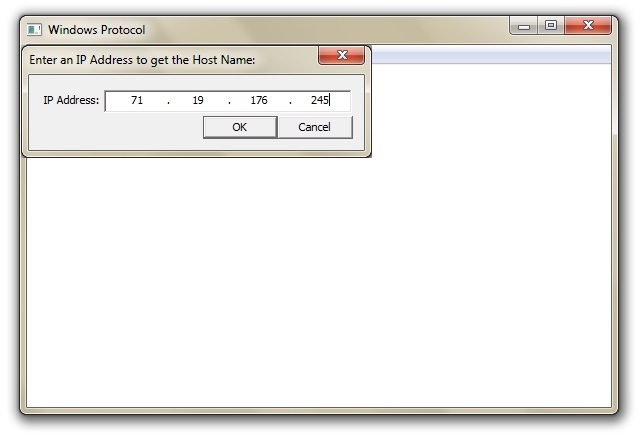 Windows Protocol
Enter an IP Address to get the Host Name:
IP Address: 71 . 19 . 176 . 245
OK Cancel